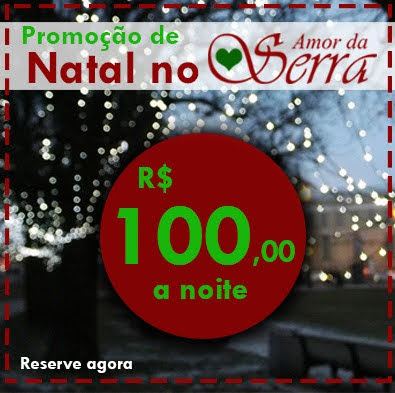 Promoção de
Natal no
Amor da
Serra
R$
100,00
a noite
Reserve agora